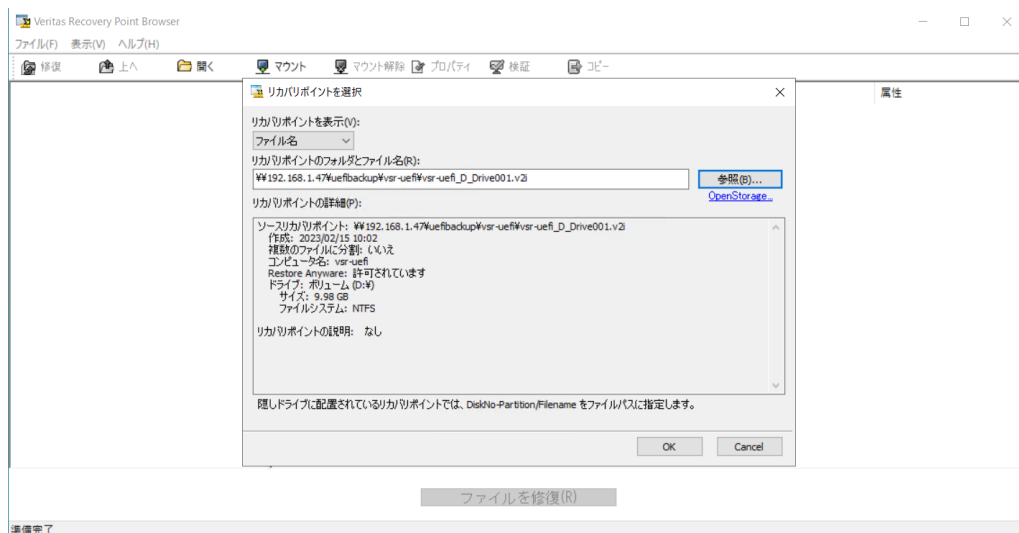 Veritas Recovery Point Browser
ファイル(F) 表示(V) ヘルプ(H)
修復 上へ 開く マウント マウント解除 プロパティ 検証 コピー
属性
リカバリポイントを選択
リカバリポイントを表示(V):
ファイル名
リカバリポイントのフォルダとファイル名(R):
¥¥192.168.1.47¥uefibackup¥vsr-uefi¥vsr-uefi_D_Drive001.v2i
参照(B)...
OpenStorage...
リカバリポイントの詳細(P):
ソースリカバリポイント: ¥¥192.168.1.47¥uefibackup¥vsr-uefi¥vsr-uefi_D_Drive001.v2i
作成: 2023/02/15 10:02
複数のファイルに分割: いいえ
コンピュータ名: vsr-uefi
Restore Anyware: 許可されています
ドライブ: ボリューム (D:¥)
サイズ: 9.98 GB
ファイルシステム: NTFS
リカバリポイントの説明: なし
隠しドライブに配置されているリカバリポイントでは、DiskNo-Partition/Filename をファイルパスに指定します。
OK
Cancel
ファイルを修復(R)
準備完了